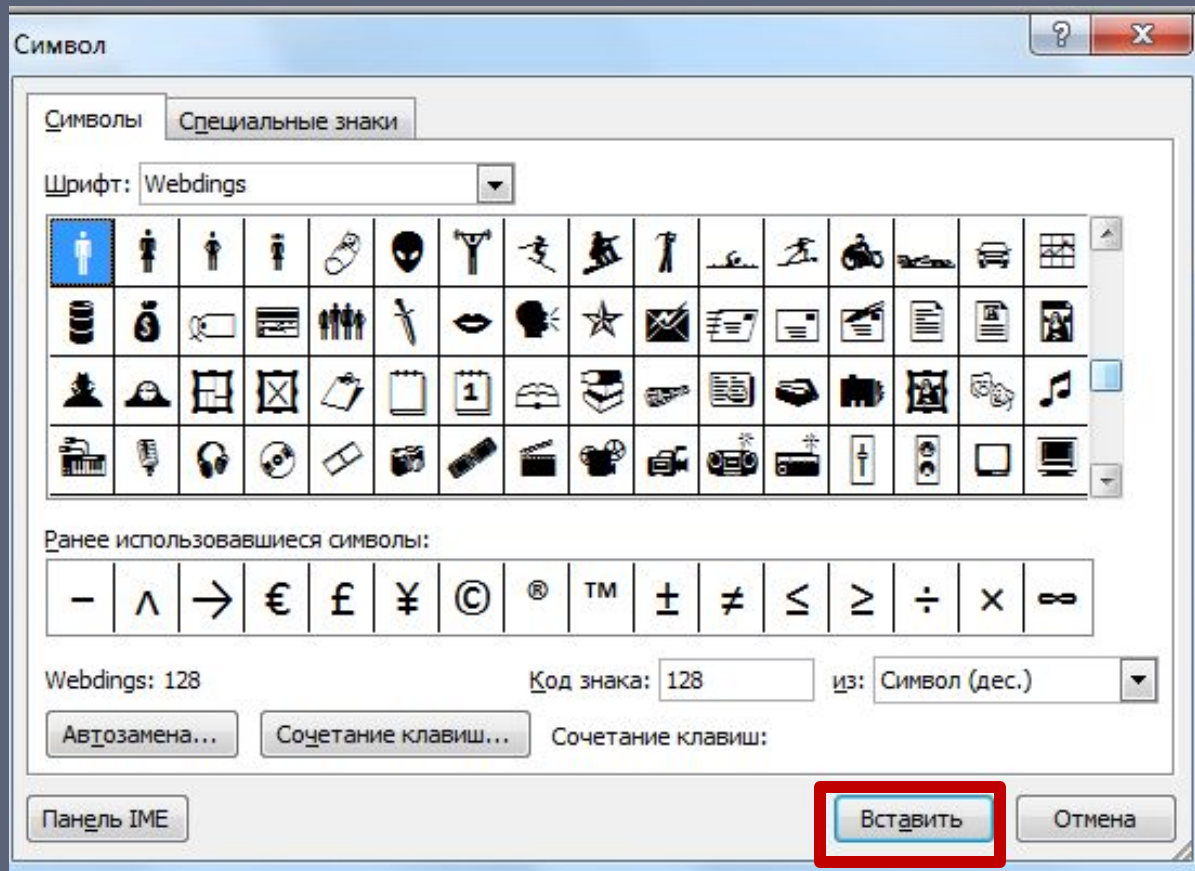 Символ
Символы Специальные знаки
Шрифт: Webdings
Ранее использовавшиеся символы:
− ∧ → € £ ¥ © ® ™ ± ≠ ≤ ≥ ÷ × ∞
Webdings: 128 Код знака: 128 из: Символ (дес.)
Автозамена... Сочетание клавиш... Сочетание клавиш:
Панель IME Вставить Отмена